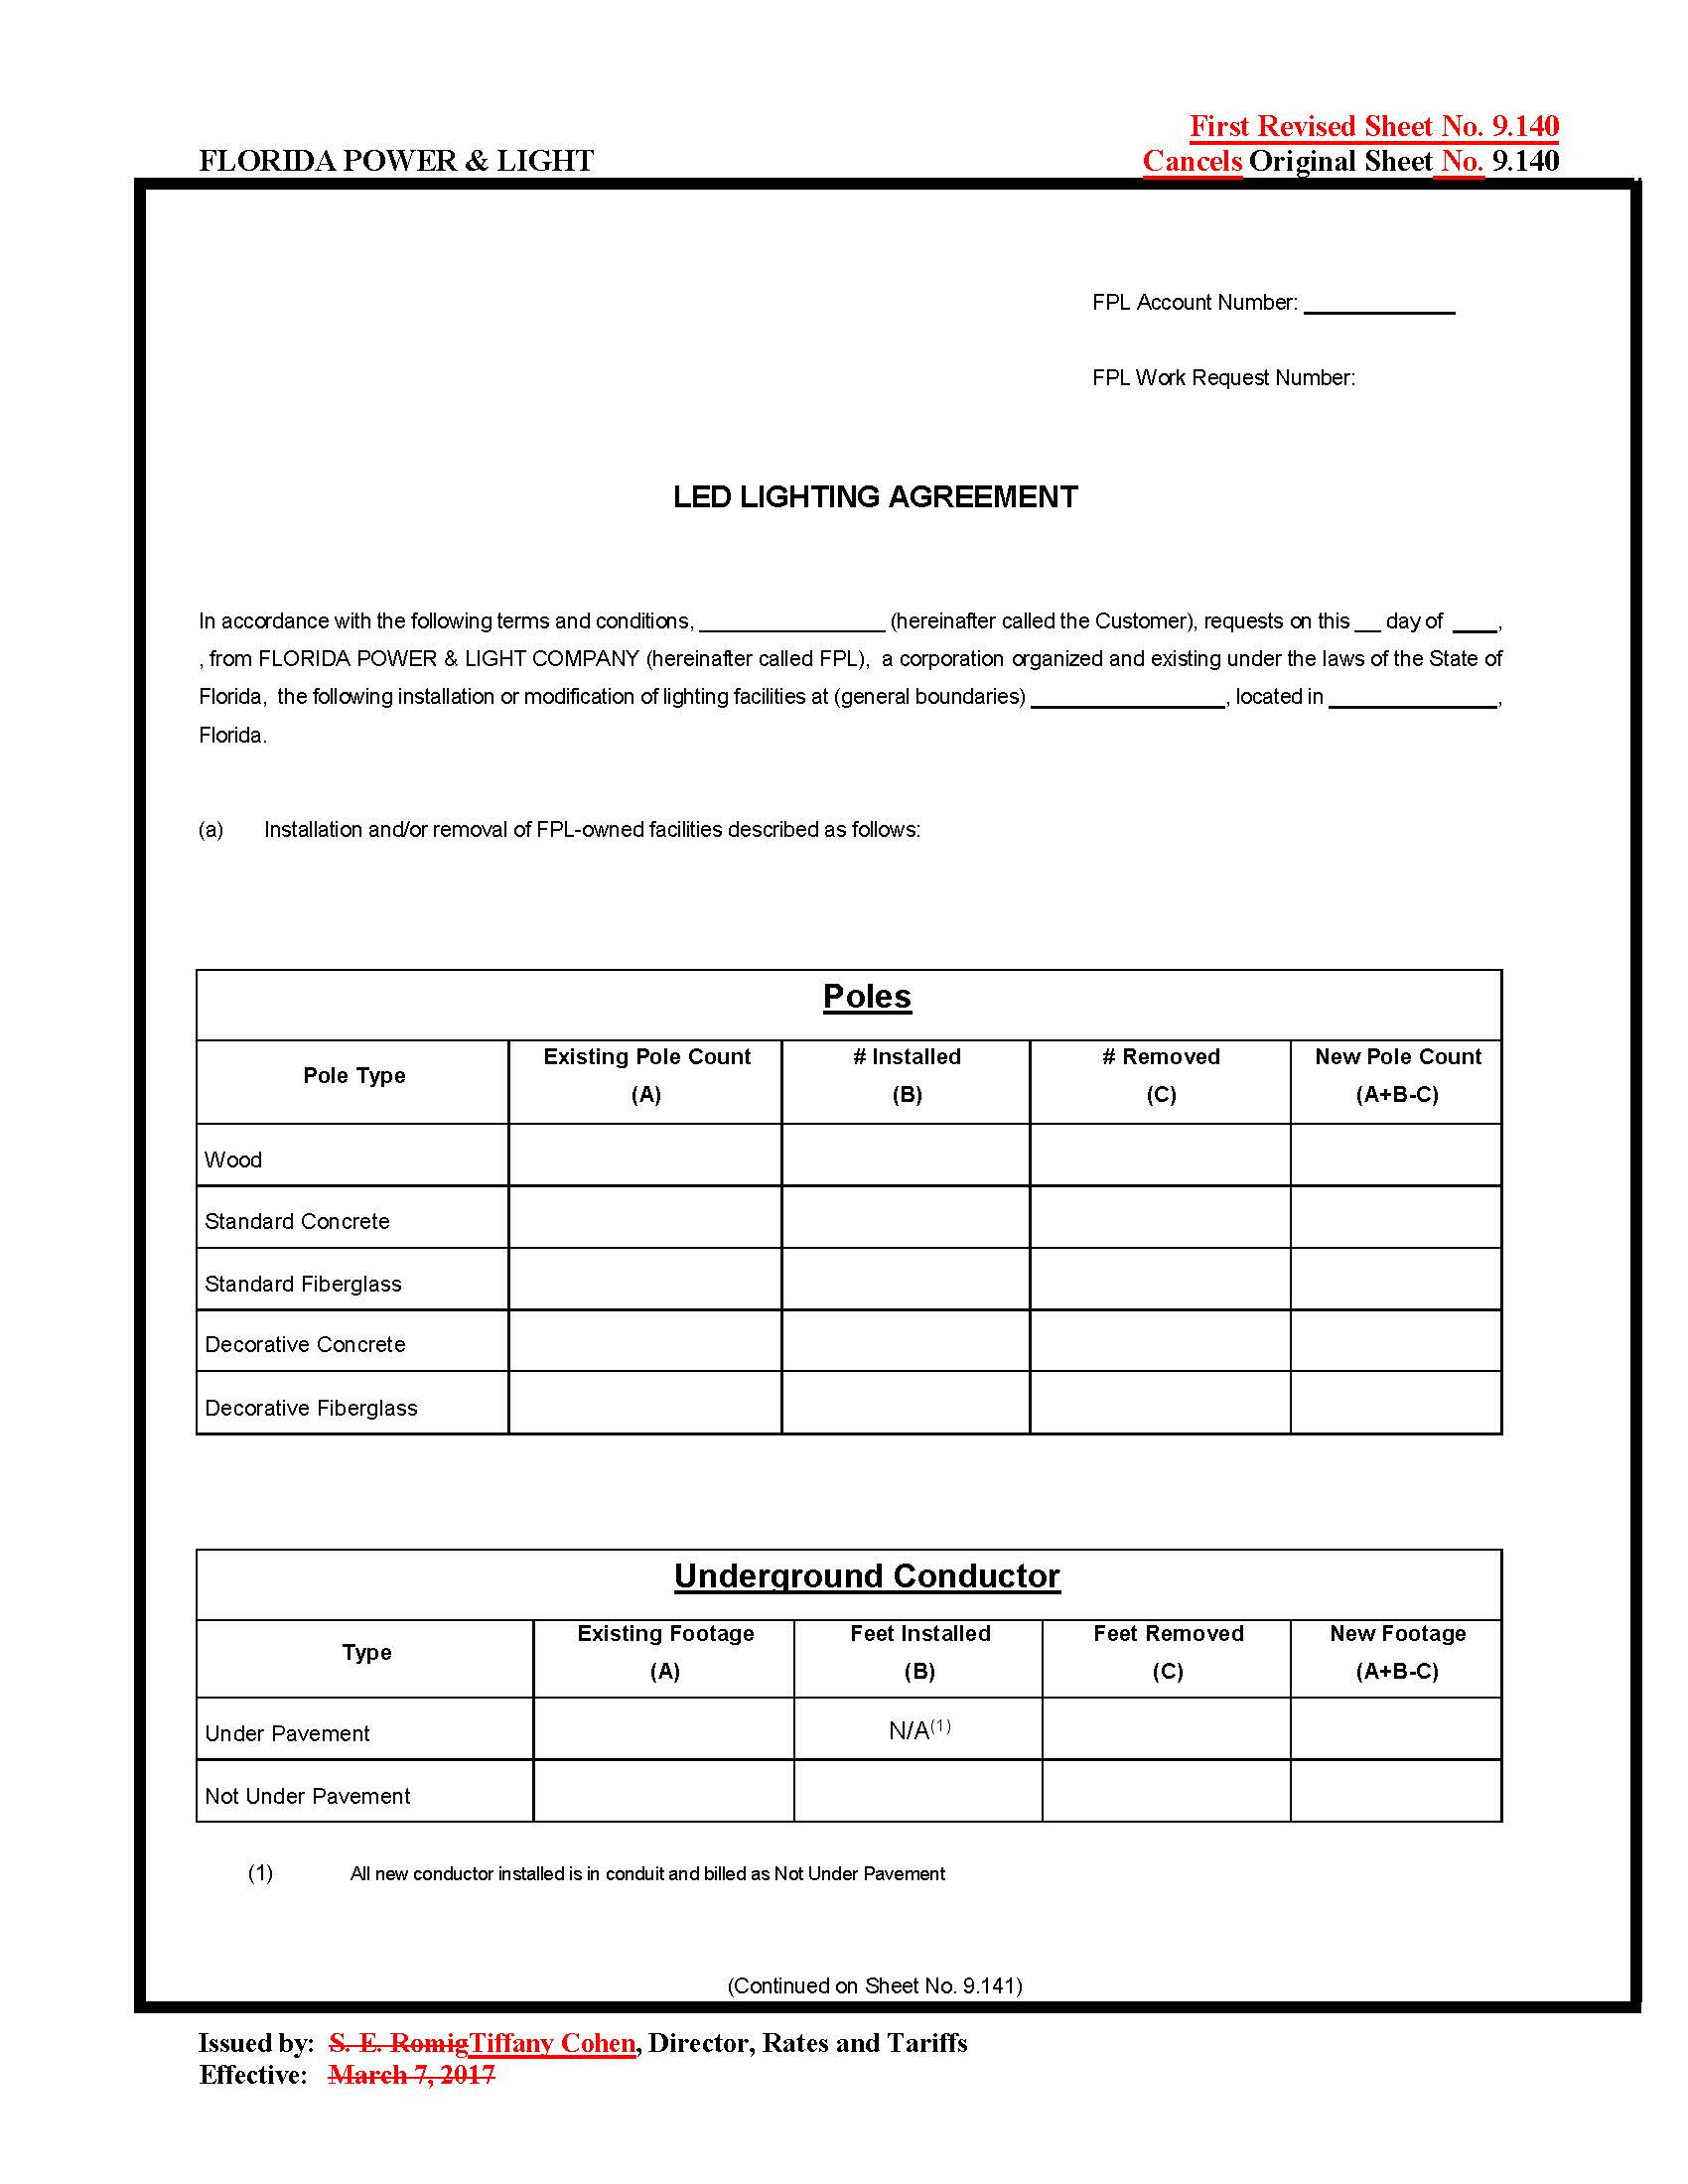 First Revised Sheet No. 9.140
FLORIDA POWER & LIGHT Cancels Original Sheet No. 9.140
FPL Account Number: ____________
FPL Work Request Number:
LED LIGHTING AGREEMENT
In accordance with the following terms and conditions, ________________ (hereinafter called the Customer), requests on this __ day of ____,
, from FLORIDA POWER & LIGHT COMPANY (hereinafter called FPL), a corporation organized and existing under the laws of the State of
Florida, the following installation or modification of lighting facilities at (general boundaries) ________________, located in ______________,
Florida.
(a) Installation and/or removal of FPL-owned facilities described as follows:
Poles
Pole Type Existing Pole Count (A) # Installed (B) # Removed (C) New Pole Count (A+B-C)
Wood
Standard Concrete
Standard Fiberglass
Decorative Concrete
Decorative Fiberglass
Underground Conductor
Type Existing Footage (A) Feet Installed (B) Feet Removed (C) New Footage (A+B-C)
Under Pavement N/A(1)
Not Under Pavement
(1) All new conductor installed is in conduit and billed as Not Under Pavement
(Continued on Sheet No. 9.141)
Issued by: S. E. RomigTiffany Cohen, Director, Rates and Tariffs
Effective: March 7, 2017